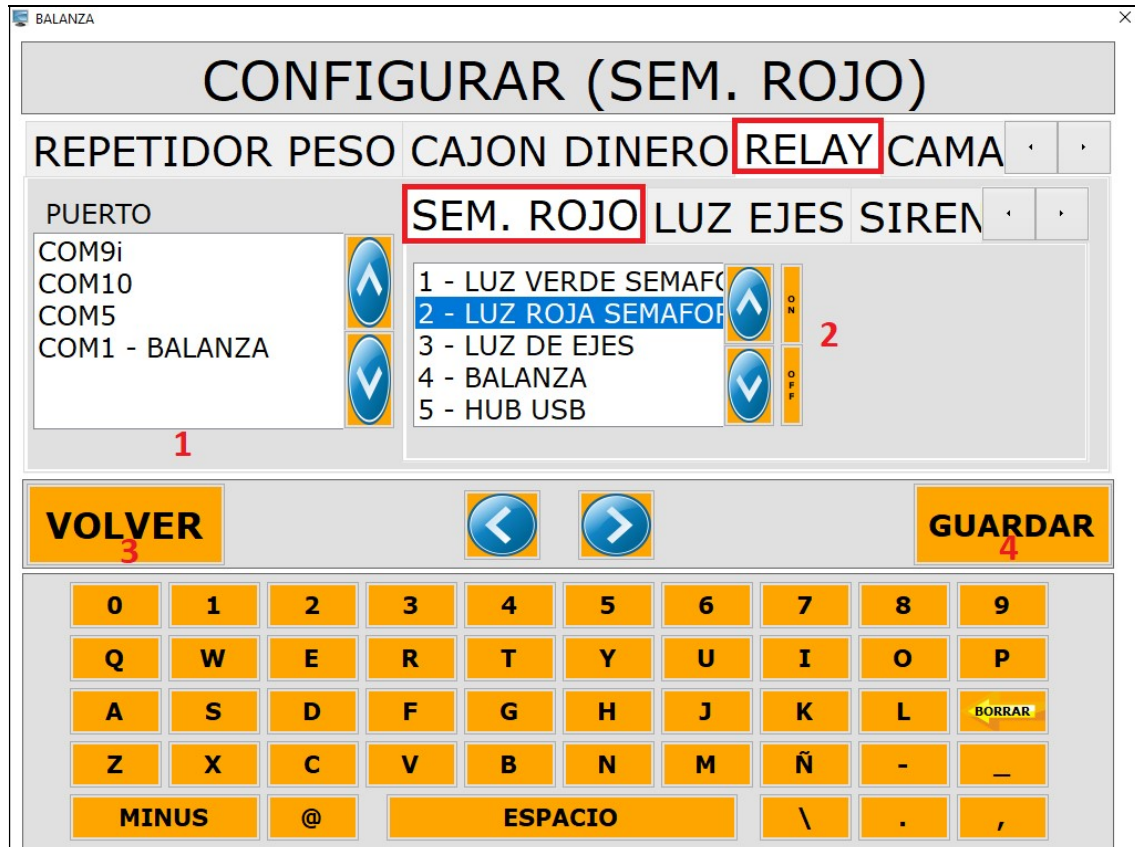 BALANZA
CONFIGURAR (SEM. ROJO)
REPETIDOR PESO CAJON DINERO RELAY CAMA
PUERTO
COM9i
COM10
COM5
COM1 - BALANZA
1
SEM. ROJO LUZ EJES SIREN
1 - LUZ VERDE SEMAFO
2 - LUZ ROJA SEMAFOR
3 - LUZ DE EJES
4 - BALANZA
5 - HUB USB
ON
OFF
2
VOLVER
3
GUARDAR
4
0 1 2 3 4 5 6 7 8 9
Q W E R T Y U I O P
A S D F G H J K L BORRAR
Z X C V B N M Ñ - _
MINUS @ ESPACIO \ . ,